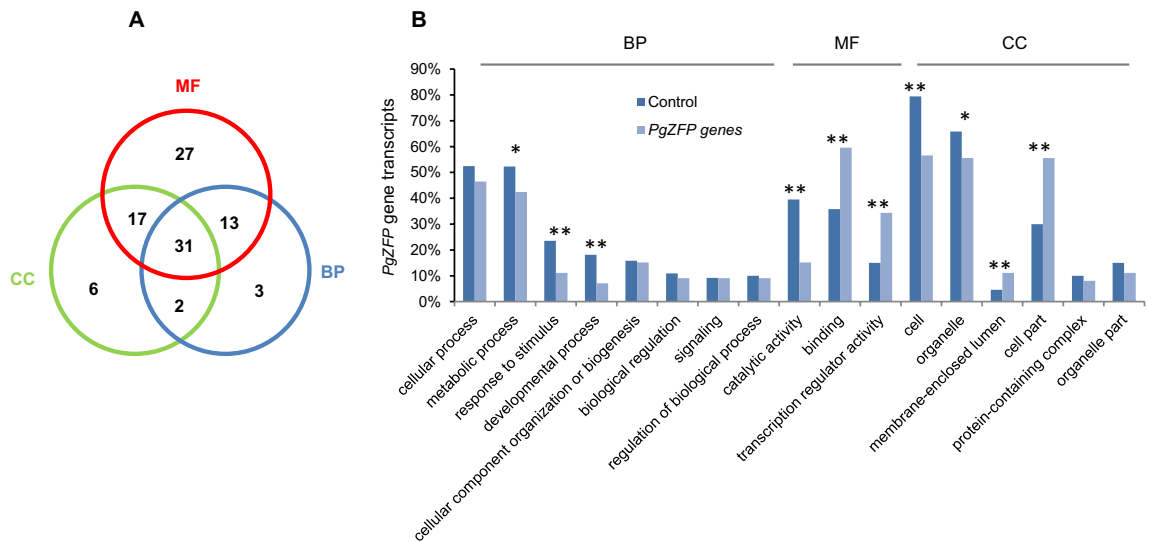 A
MF
27
17
13
31
CC
BP
6
2
3
B
BP
MF
CC
PgZFP gene transcripts
90%
80%
70%
60%
50%
40%
30%
20%
10%
0%
Control
PgZFP genes
*
**
**
**
**
**
**
*
**
**
cellular process
metabolic process
response to stimulus
developmental process
cellular component organization or biogenesis
biological regulation
signaling
regulation of biological process
catalytic activity
binding
transcription regulator activity
cell
organelle
membrane-enclosed lumen
cell part
protein-containing complex
organelle part